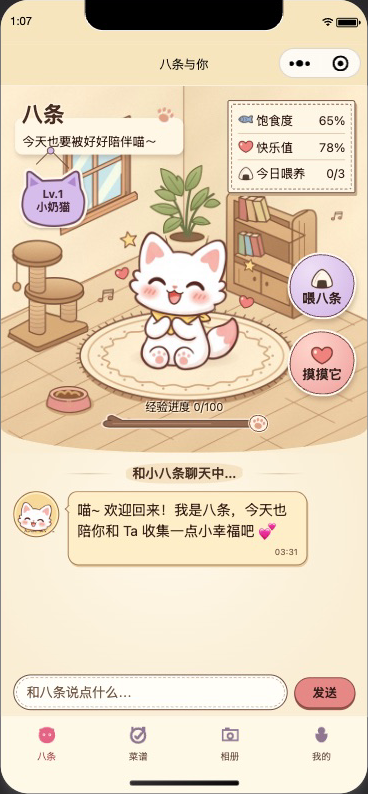 1:07
八条与你
八条
今天也要被好好陪伴喵～
饱食度 65%
快乐值 78%
今日喂养 0/3
Lv.1
小奶猫
喂八条
摸摸它
经验进度 0/100
和小八条聊天中...
喵~ 欢迎回来！我是八条，今天也
陪你和 Ta 收集一点小幸福吧 💕
03:31
和八条说点什么...
发送
八条 菜谱 相册 我的